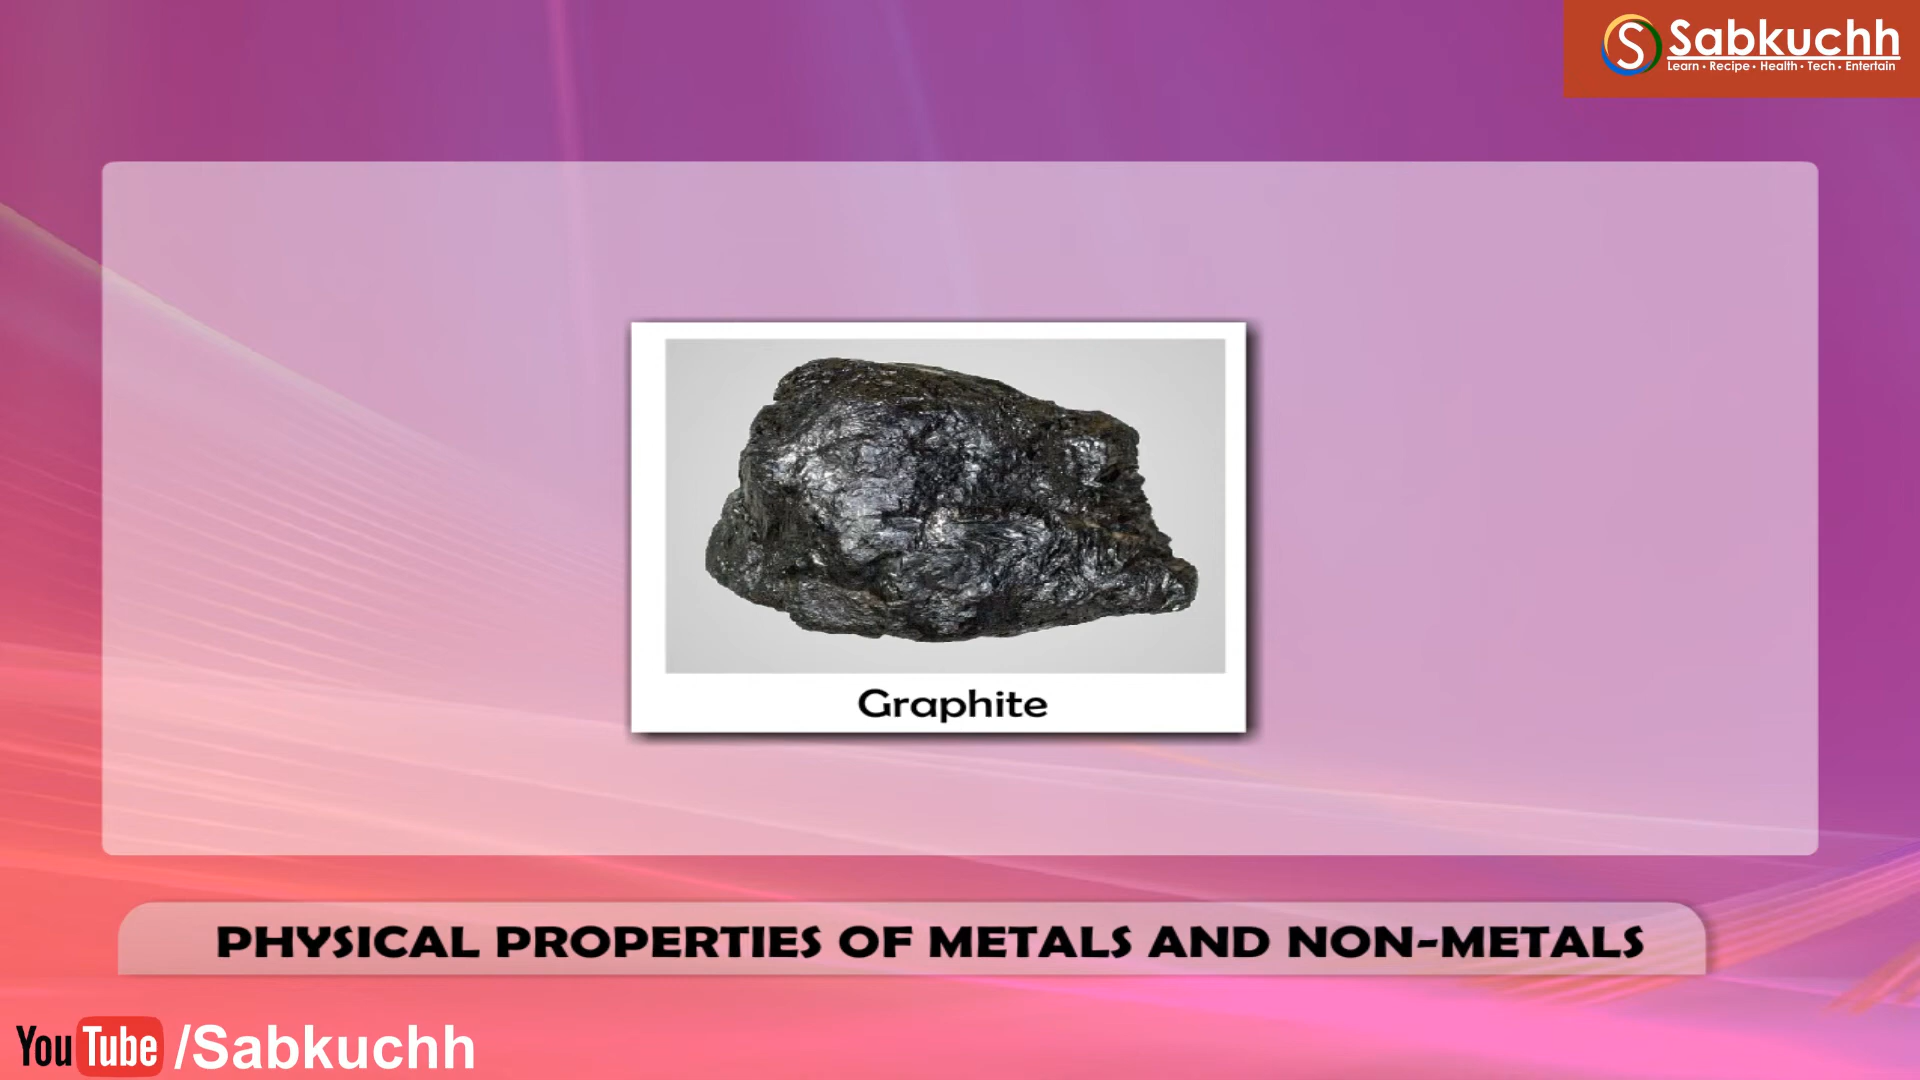 Sabkuchh
Learn • Recipe • Health • Tech • Entertain
Graphite
PHYSICAL PROPERTIES OF METALS AND NON-METALS
YouTube /Sabkuchh